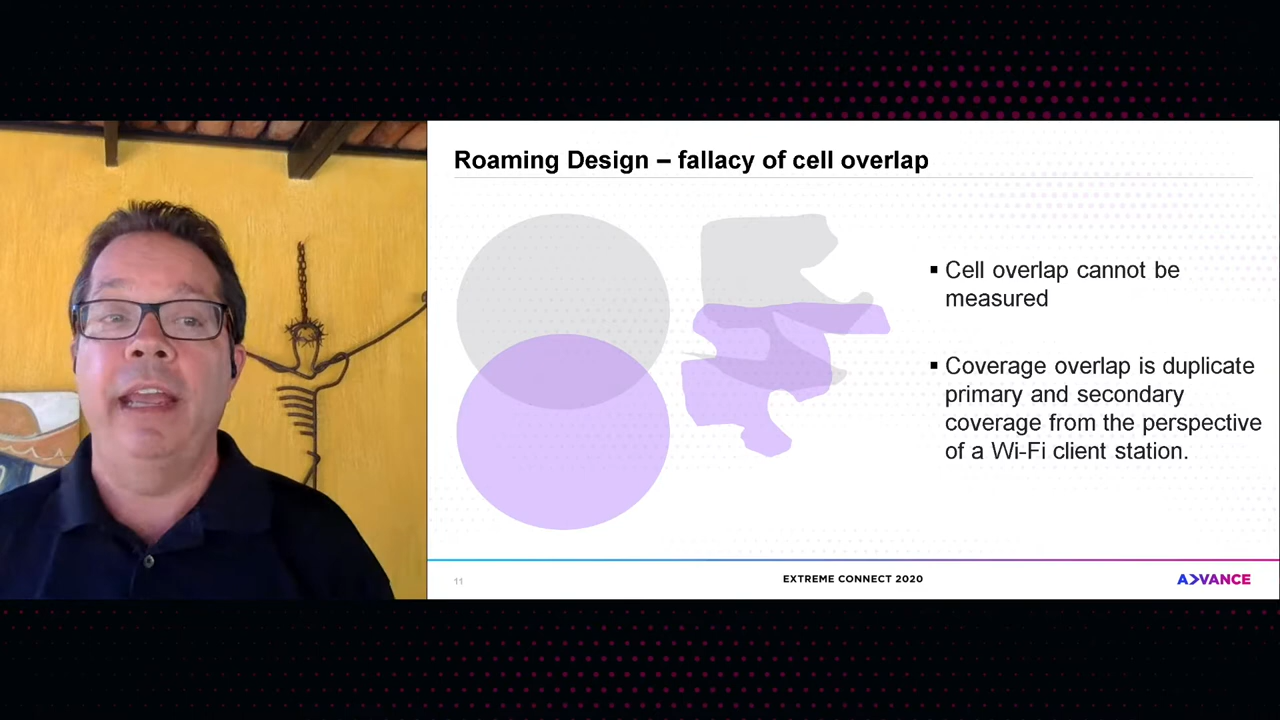 Roaming Design – fallacy of cell overlap
▪ Cell overlap cannot be
measured
▪ Coverage overlap is duplicate
primary and secondary
coverage from the perspective
of a Wi-Fi client station.
11
EXTREME CONNECT 2020
ADVANCE